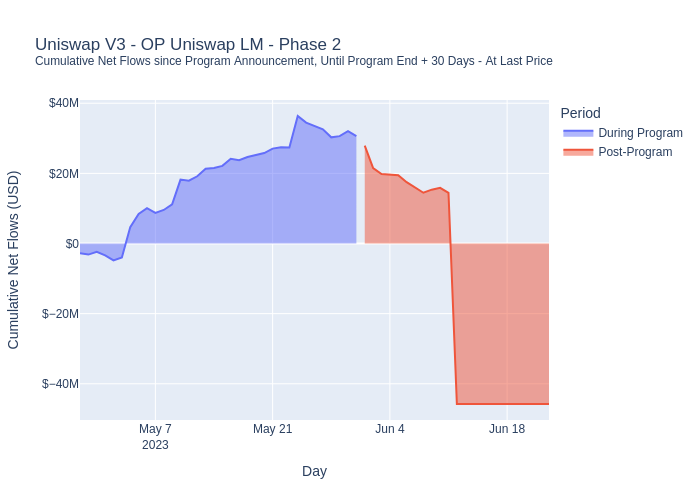 Uniswap V3 - OP Uniswap LM - Phase 2
Cumulative Net Flows since Program Announcement, Until Program End + 30 Days - At Last Price
Cumulative Net Flows (USD)
$40M
$20M
$0
$−20M
$−40M
May 7
2023
May 21
Jun 4
Jun 18
Day
Period
During Program
Post-Program